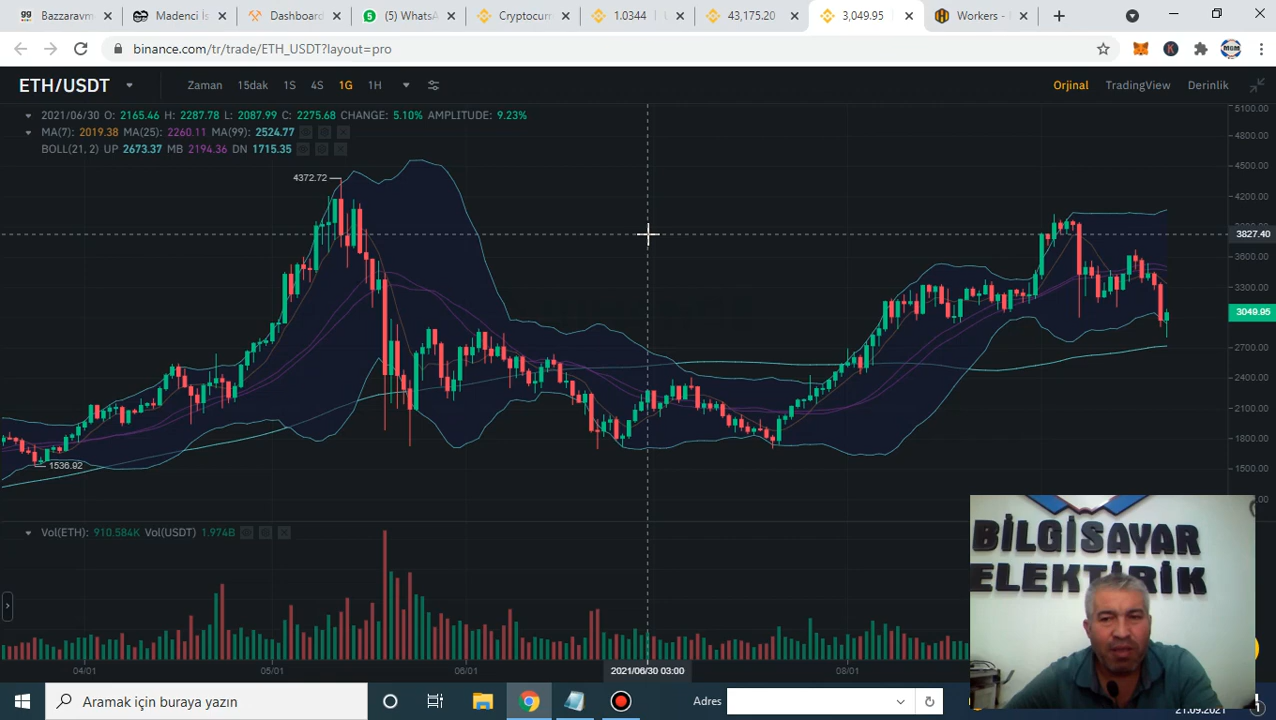 Bazzaravm
Madenci İs
Dashboard
(5) WhatsA
Cryptocurr
1.0344
43,175.20
3,049.95
Workers -
binance.com/tr/trade/ETH_USDT?layout=pro
ETH/USDT
Zaman 15dak 1S 4S 1G 1H
Orjinal TradingView Derinlik
2021/06/30 O: 2165.46 H: 2287.78 L: 2087.99 C: 2275.68 CHANGE: 5.10% AMPLITUDE: 9.23%
MA(7): 2019.38 MA(25): 2260.11 MA(99): 2524.77
BOLL(21, 2) UP 2673.37 MB 2194.36 DN 1715.35
4372.72
1536.92
5100.00
4800.00
4500.00
4200.00
3827.40
3600.00
3300.00
3049.95
2700.00
2400.00
2100.00
1800.00
1500.00
Vol(ETH): 910.584K Vol(USDT) 1.974B
BİLGİSAYAR
ELEKTİRİK
04/01 05/01 06/01 2021/06/30 03:00 08/01
Aramak için buraya yazın
Adres
21.09.2021